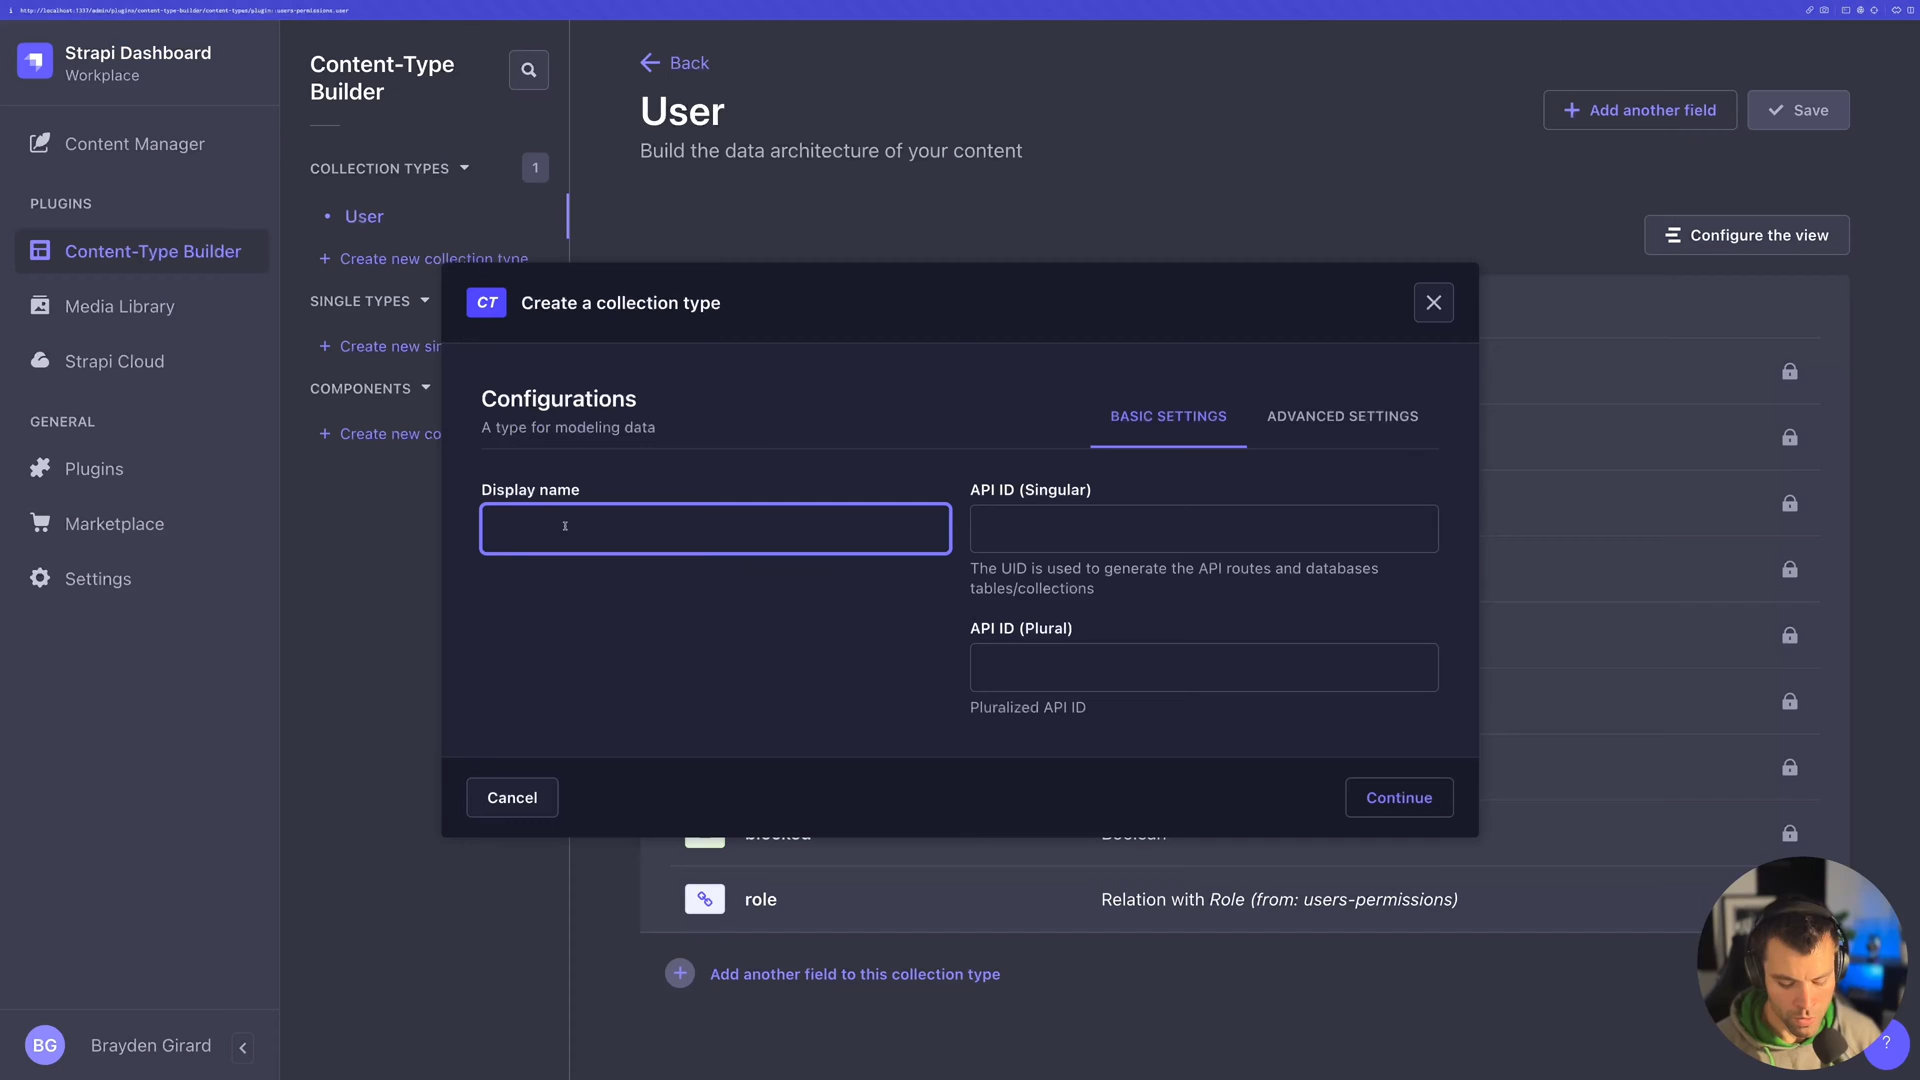 http://localhost:1337/admin/plugins/content-type-builder/content-types/plugin::users-permissions.user
Strapi Dashboard
Workplace
Content Manager
PLUGINS
Content-Type Builder
Media Library
Strapi Cloud
GENERAL
Plugins
Marketplace
Settings
BG
Brayden Girard
Content-Type
Builder
COLLECTION TYPES
1
User
Create new collection type
SINGLE TYPES
Create new sin
COMPONENTS
Create new co
Back
User
Build the data architecture of your content
Add another field
Save
Configure the view
CT
Create a collection type
Configurations
A type for modeling data
BASIC SETTINGS
ADVANCED SETTINGS
Display name
API ID (Singular)
The UID is used to generate the API routes and databases
tables/collections
API ID (Plural)
Pluralized API ID
Cancel
Continue
blocked
Boolean
role
Relation with Role (from: users-permissions)
Add another field to this collection type
?